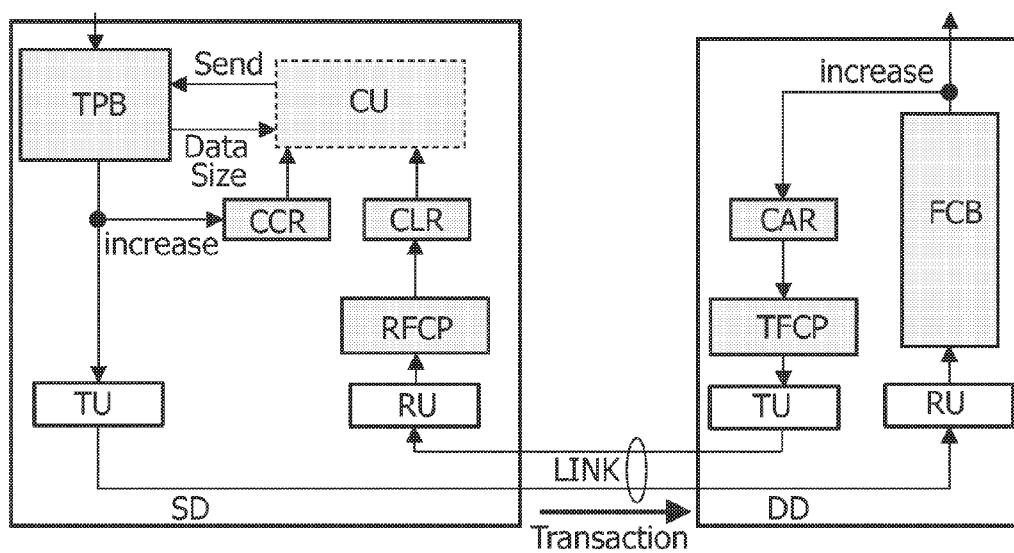 TPB
Send
CU
Data
Size
increase
CCR
CLR
RFCP
TU
RU
SD
LINK
Transaction
increase
CAR
FCB
TFCP
TU
RU
DD